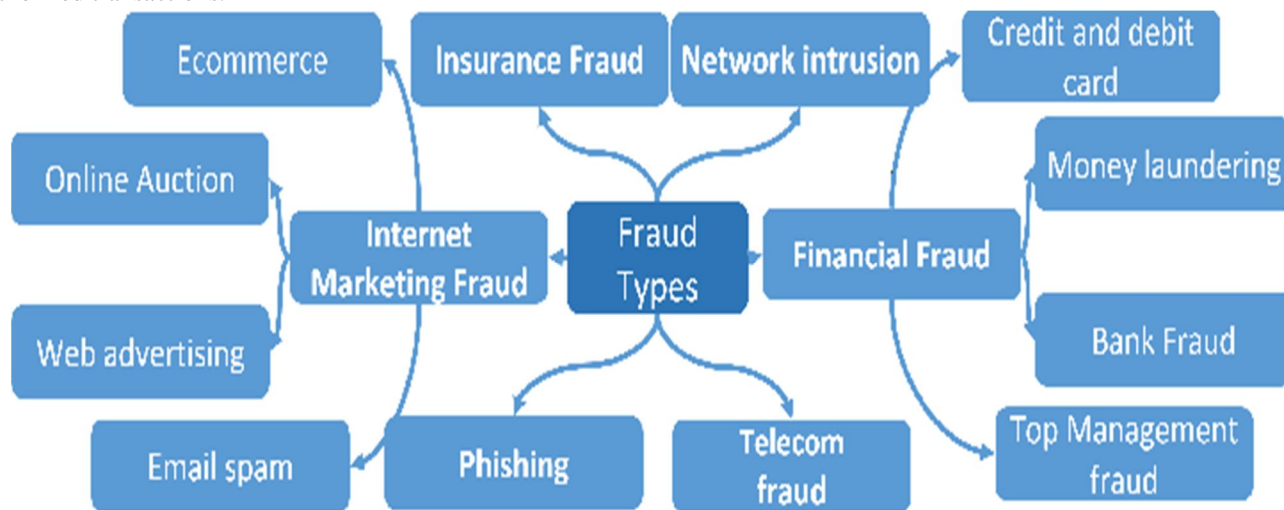 Ecommerce
Insurance Fraud
Network intrusion
Credit and debit
card
Online Auction
Money laundering
Internet
Marketing Fraud
Fraud
Types
Financial Fraud
Web advertising
Bank Fraud
Email spam
Phishing
Telecom
fraud
Top Management
fraud